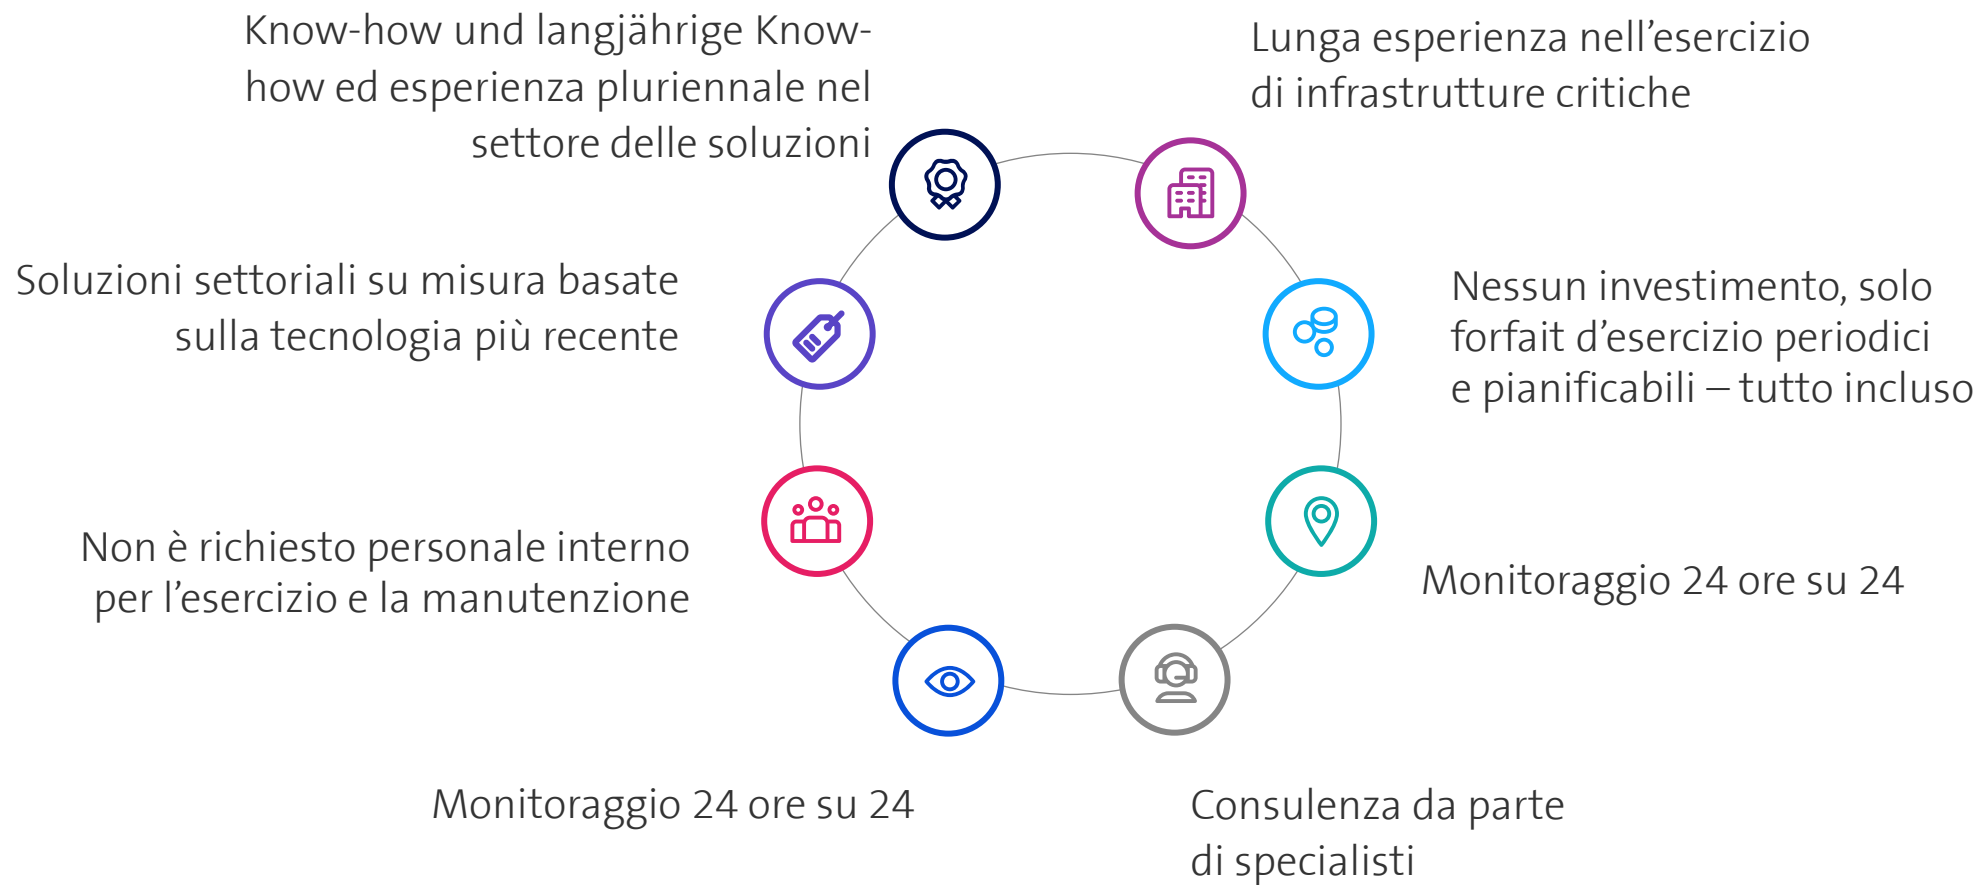 Know-how und langjährige Know-
how ed esperienza pluriennale nel
settore delle soluzioni
Lunga esperienza nell’esercizio
di infrastrutture critiche
Soluzioni settoriali su misura basate
sulla tecnologia più recente
Nessun investimento, solo
forfait d’esercizio periodici
e pianificabili – tutto incluso
Non è richiesto personale interno
per l’esercizio e la manutenzione
Monitoraggio 24 ore su 24
Monitoraggio 24 ore su 24
Consulenza da parte
di specialisti